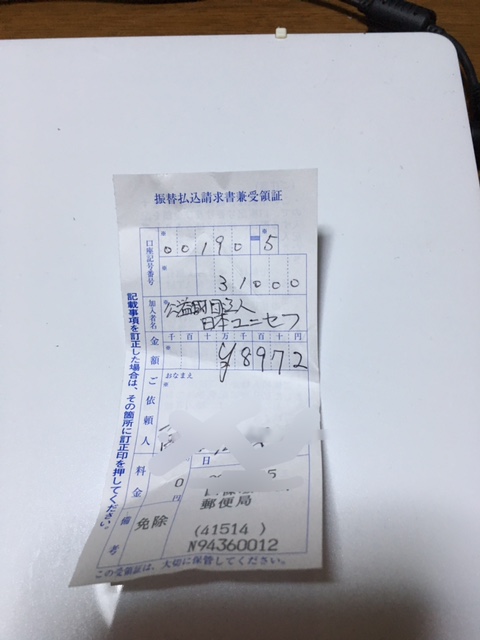 振替払込請求書兼受領証
口座記号番号
※
00190
5
※
31000
加入者名
※
公益財団法人
日本ユニセフ
金額
千百十万千百十円
※
¥8972
ご依頼人
おなまえ
※
料金
0
円
日
5
郵便局
備考
免除
(41514 )
N94360012
記載事項を訂正した場合は、その箇所に訂正印を押してください。
この受領証は、大切に保管してください。